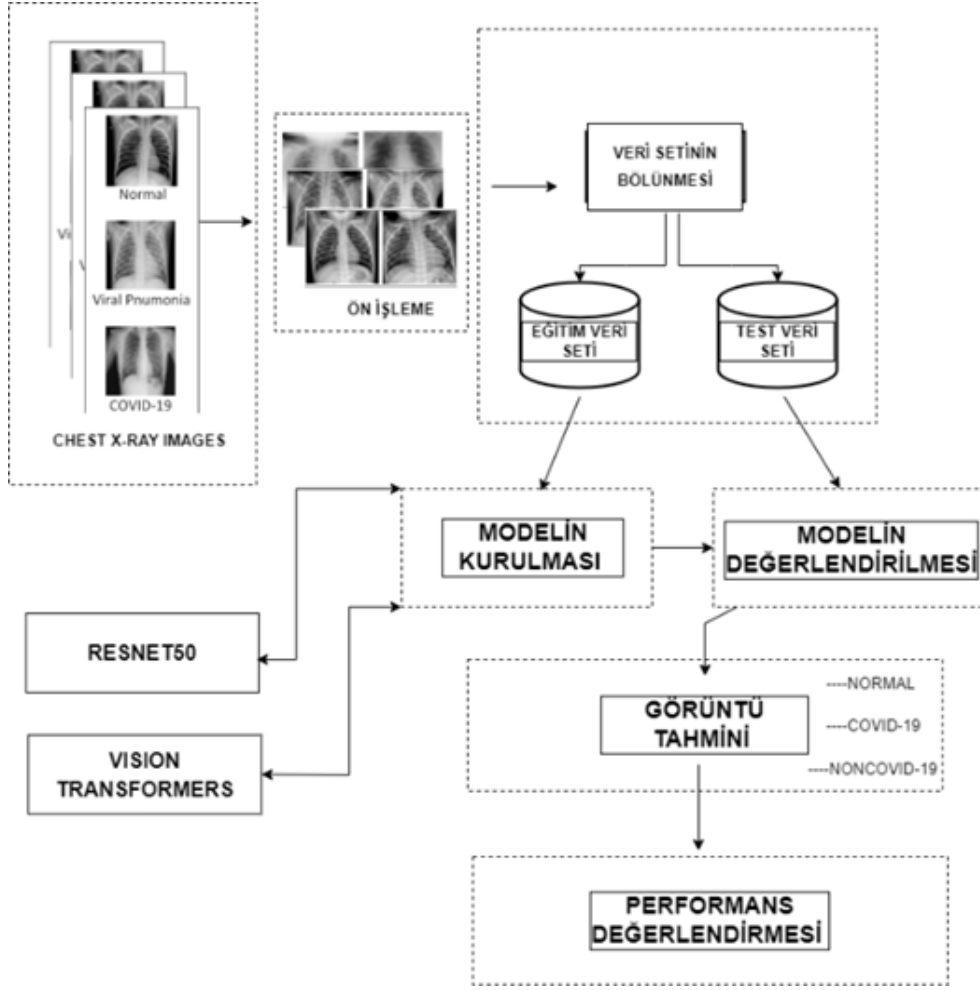 Normal
Vi
V
Viral Pnumonia
COVID-19
CHEST X-RAY IMAGES
ÖN İŞLEME
VERİ SETİNİN
BÖLÜNMESİ
EĞİTİM VERİ
SETİ
TEST VERİ
SETİ
MODELİN
KURULMASI
MODELİN
DEĞERLENDİRİLMESİ
RESNET50
VISION
TRANSFORMERS
GÖRÜNTÜ
TAHMİNİ
----NORMAL
----COVID-19
----NONCOVID-19
PERFORMANS
DEĞERLENDİRMESİ